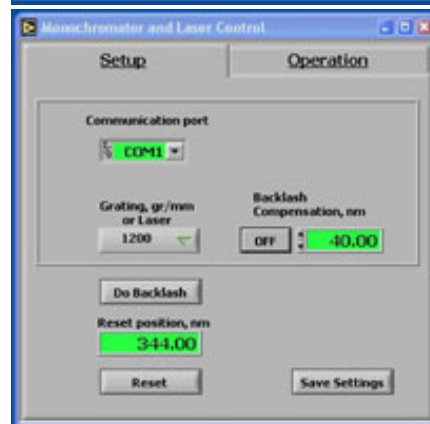 Monochromator and Laser Control
Setup Operation
Communication port
COM1
Grating, gr/mm
or Laser
1200
Backlash
Compensation, nm
OFF 40.00
Do Backlash
Reset position, nm
344.00
Reset Save Settings